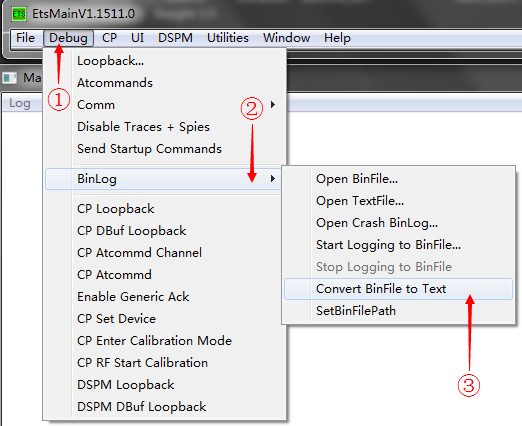 ETS EtsMainV1.1511.0
File Debug CP UI DSPM Utilities Window Help
①
Ma
Log
Loopback...
Atcommands
Comm
Disable Traces + Spies
Send Startup Commands
②
BinLog
CP Loopback
CP DBuf Loopback
CP Atcommd Channel
CP Atcommd
Enable Generic Ack
CP Set Device
CP Enter Calibration Mode
CP RF Start Calibration
DSPM Loopback
DSPM DBuf Loopback
Open BinFile...
Open TextFile...
Open Crash BinLog...
Start Logging to BinFile...
Stop Logging to BinFile
Convert BinFile to Text
SetBinFilePath
③